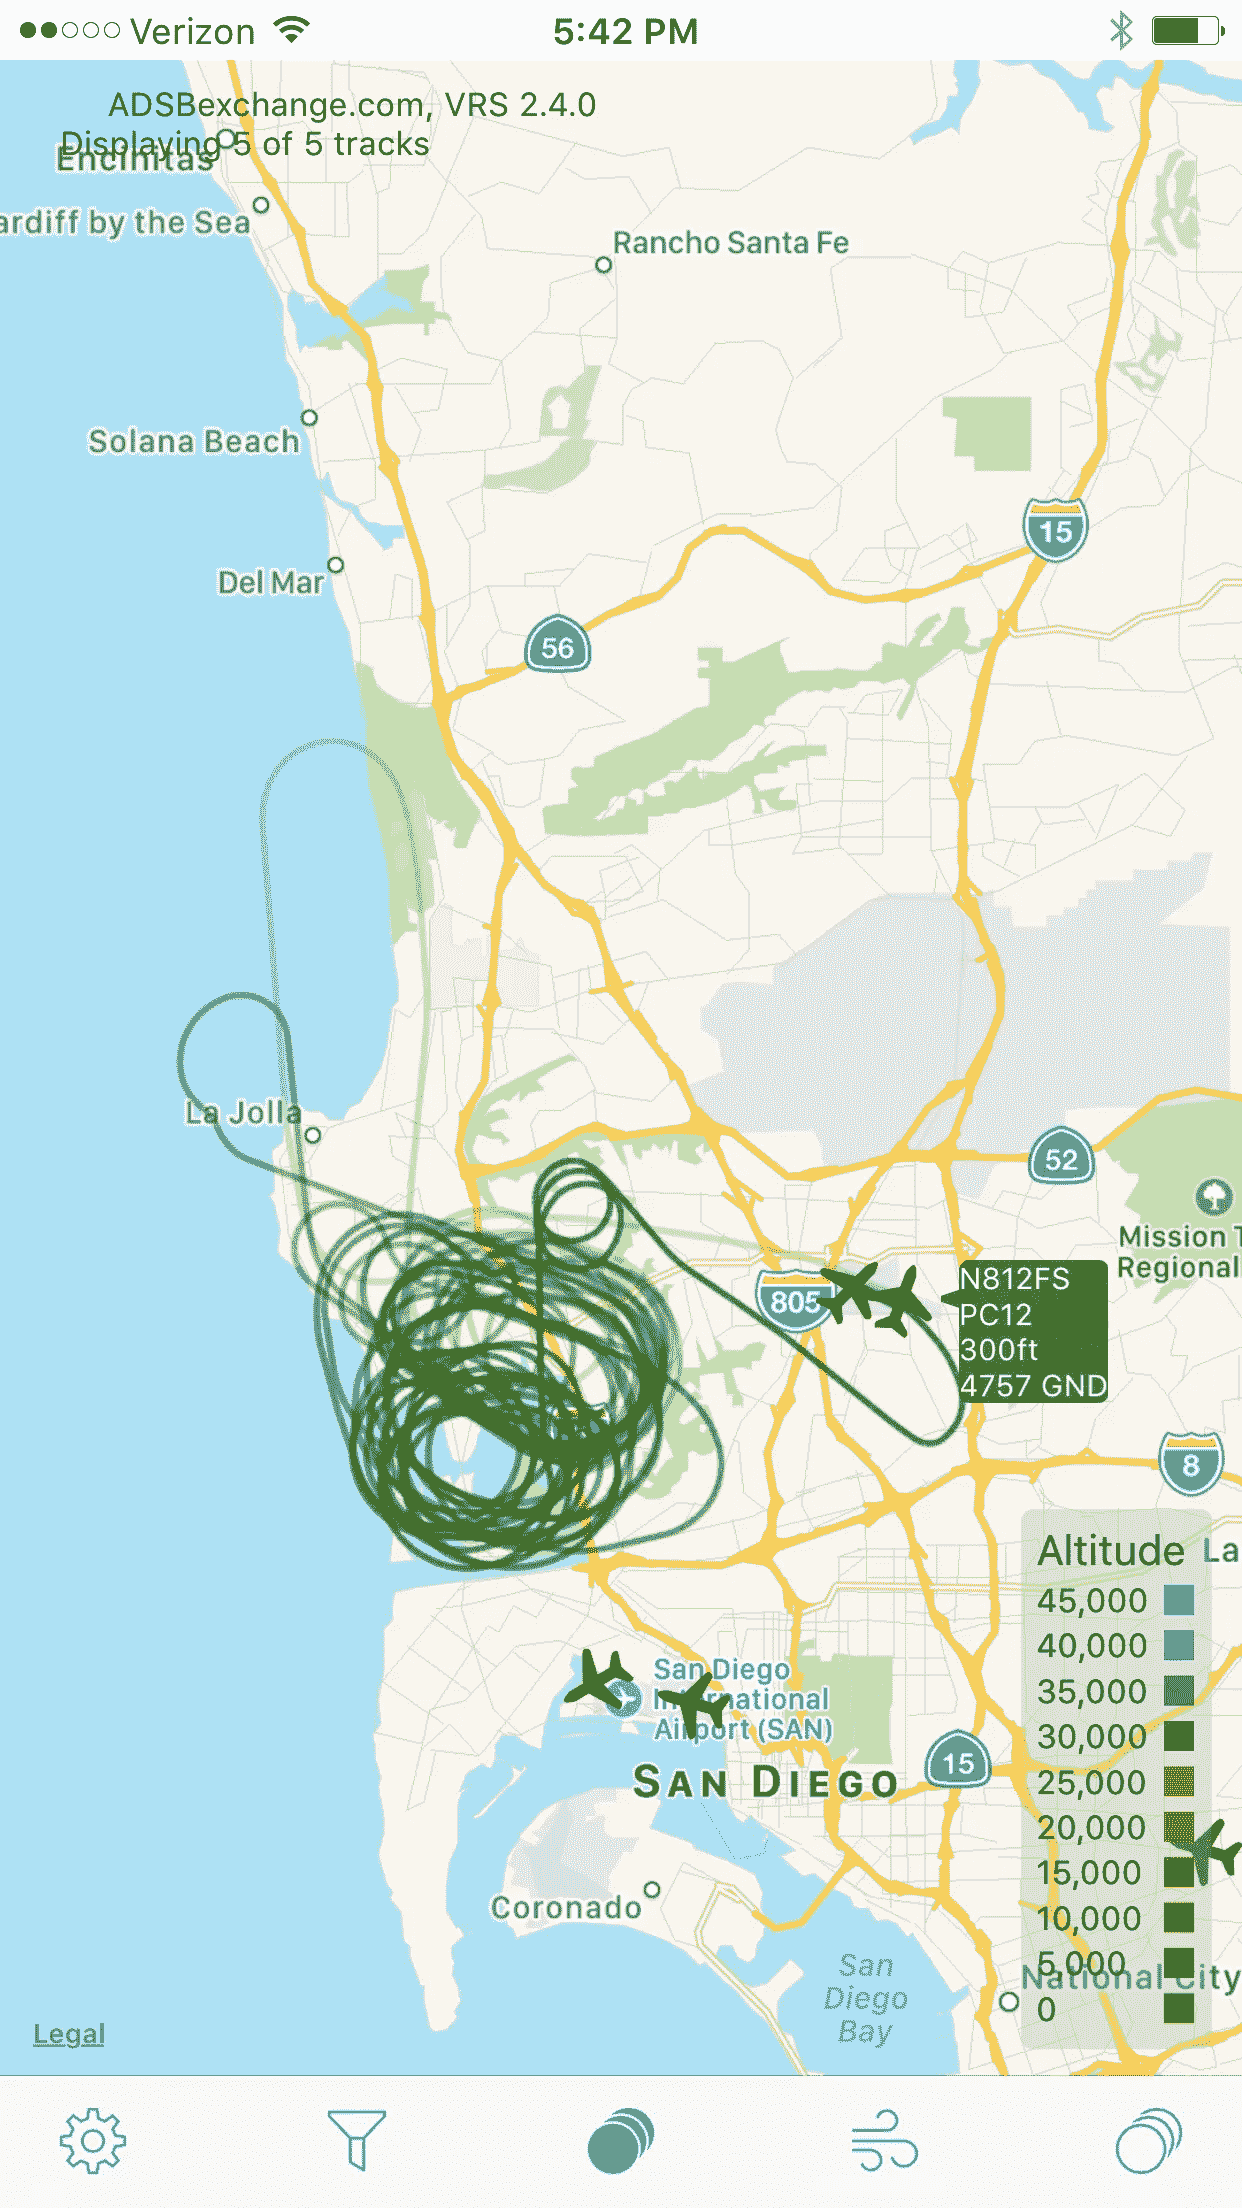 Verizon
5:42 PM
ADSBexchange.com, VRS 2.4.0
Displaying 5 of 5 tracks
Encinitas
ardiff by the Sea
Rancho Santa Fe
Solana Beach
Del Mar
15
56
La Jolla
52
Mission T
Regional
805
N812FS
PC12
300ft
4757 GND
8
Altitude
La
45,000
40,000
35,000
30,000
25,000
20,000
15,000
10,000
5,000
0
San Diego
International
Airport (SAN)
SAN DIEGO
15
Coronado
San
Diego
Bay
National City
Legal